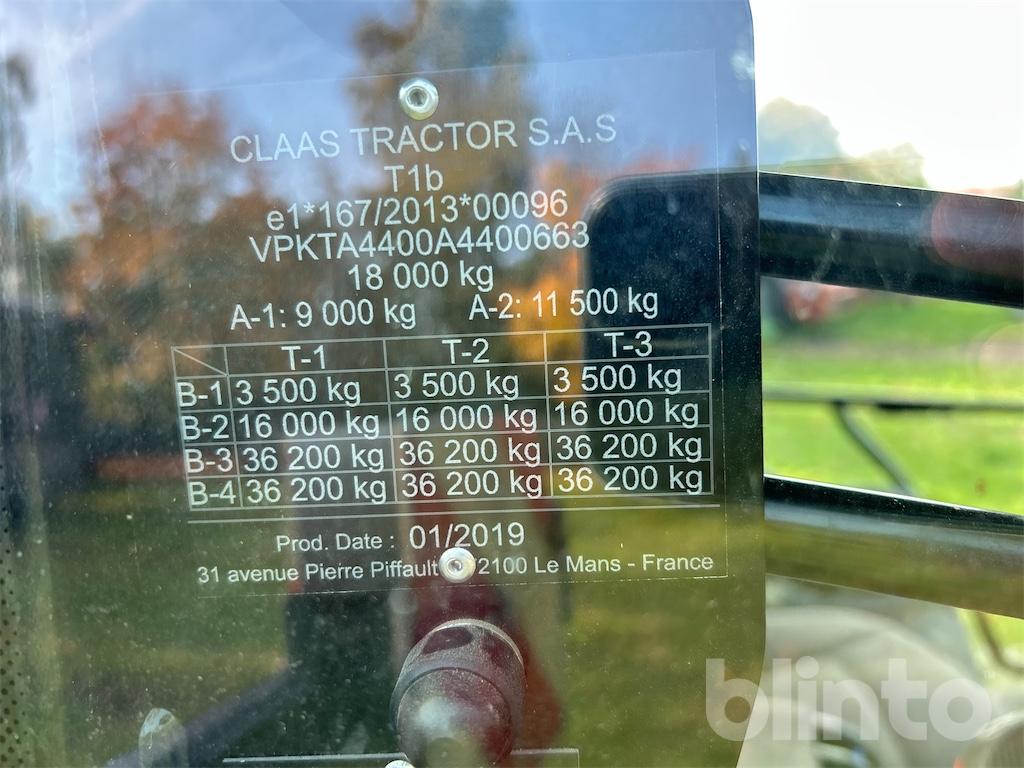 CLAAS TRACTOR S.A.S
T1b
e1*167/2013*00096
VPKTA4400A4400663
18 000 kg
A-1: 9 000 kg A-2: 11 500 kg
T-1 T-2 T-3
B-1 3 500 kg 3 500 kg 3 500 kg
B-2 16 000 kg 16 000 kg 16 000 kg
B-3 36 200 kg 36 200 kg 36 200 kg
B-4 36 200 kg 36 200 kg 36 200 kg
Prod. Date : 01/2019
31 avenue Pierre Piffault 2100 Le Mans - France
blinto